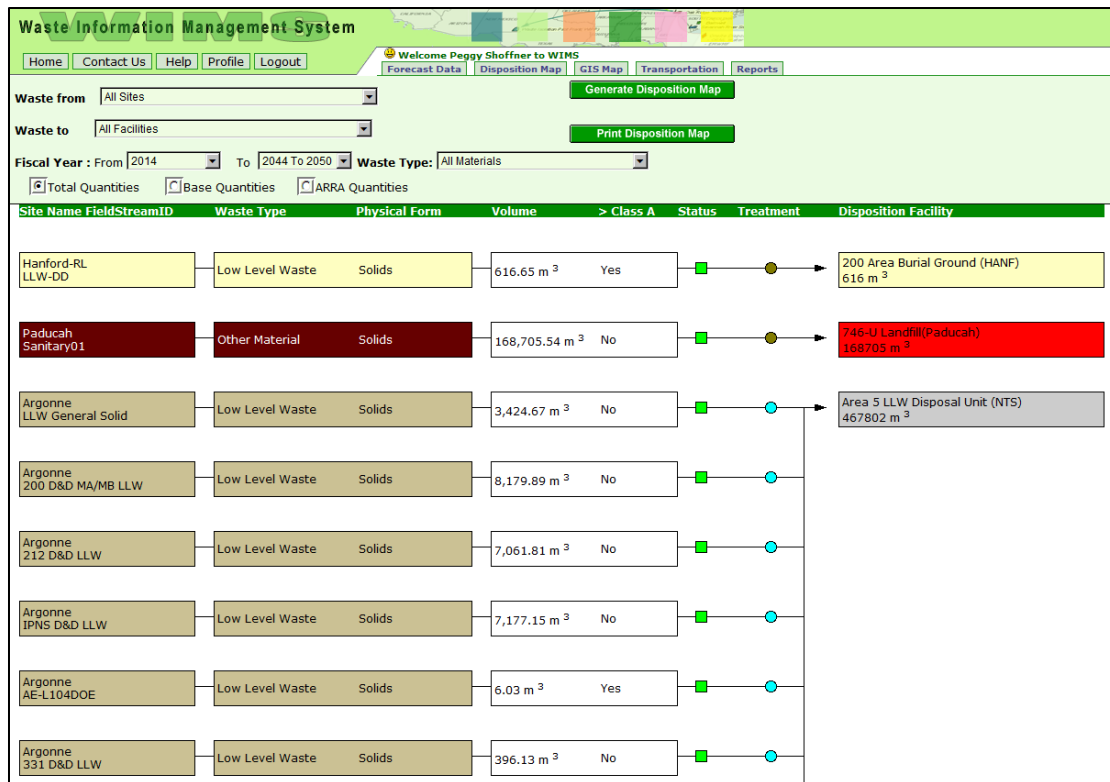 Waste Information Management System
Home Contact Us Help Profile Logout
Welcome Peggy Shoffner to WIMS
Forecast Data Disposition Map GIS Map Transportation Reports
Waste from All Sites Generate Disposition Map
Waste to All Facilities Print Disposition Map
Fiscal Year : From 2014 To 2044 To 2050 Waste Type: All Materials
Total Quantities Base Quantities ARRA Quantities
Site Name FieldStreamID Waste Type Physical Form Volume > Class A Status Treatment Disposition Facility
Hanford-RL
LLW-DD
Low Level Waste Solids 616.65 m 3 Yes
200 Area Burial Ground (HANF)
616 m 3
Paducah
Sanitary01
Other Material Solids 168,705.54 m 3 No
746-U Landfill(Paducah)
168705 m 3
Argonne
LLW General Solid
Low Level Waste Solids 3,424.67 m 3 No
Area 5 LLW Disposal Unit (NTS)
467802 m 3
Argonne
200 D&D MA/MB LLW
Low Level Waste Solids 8,179.89 m 3 No
Argonne
212 D&D LLW
Low Level Waste Solids 7,061.81 m 3 No
Argonne
IPNS D&D LLW
Low Level Waste Solids 7,177.15 m 3 No
Argonne
AE-L104DOE
Low Level Waste Solids 6.03 m 3 Yes
Argonne
331 D&D LLW
Low Level Waste Solids 396.13 m 3 No